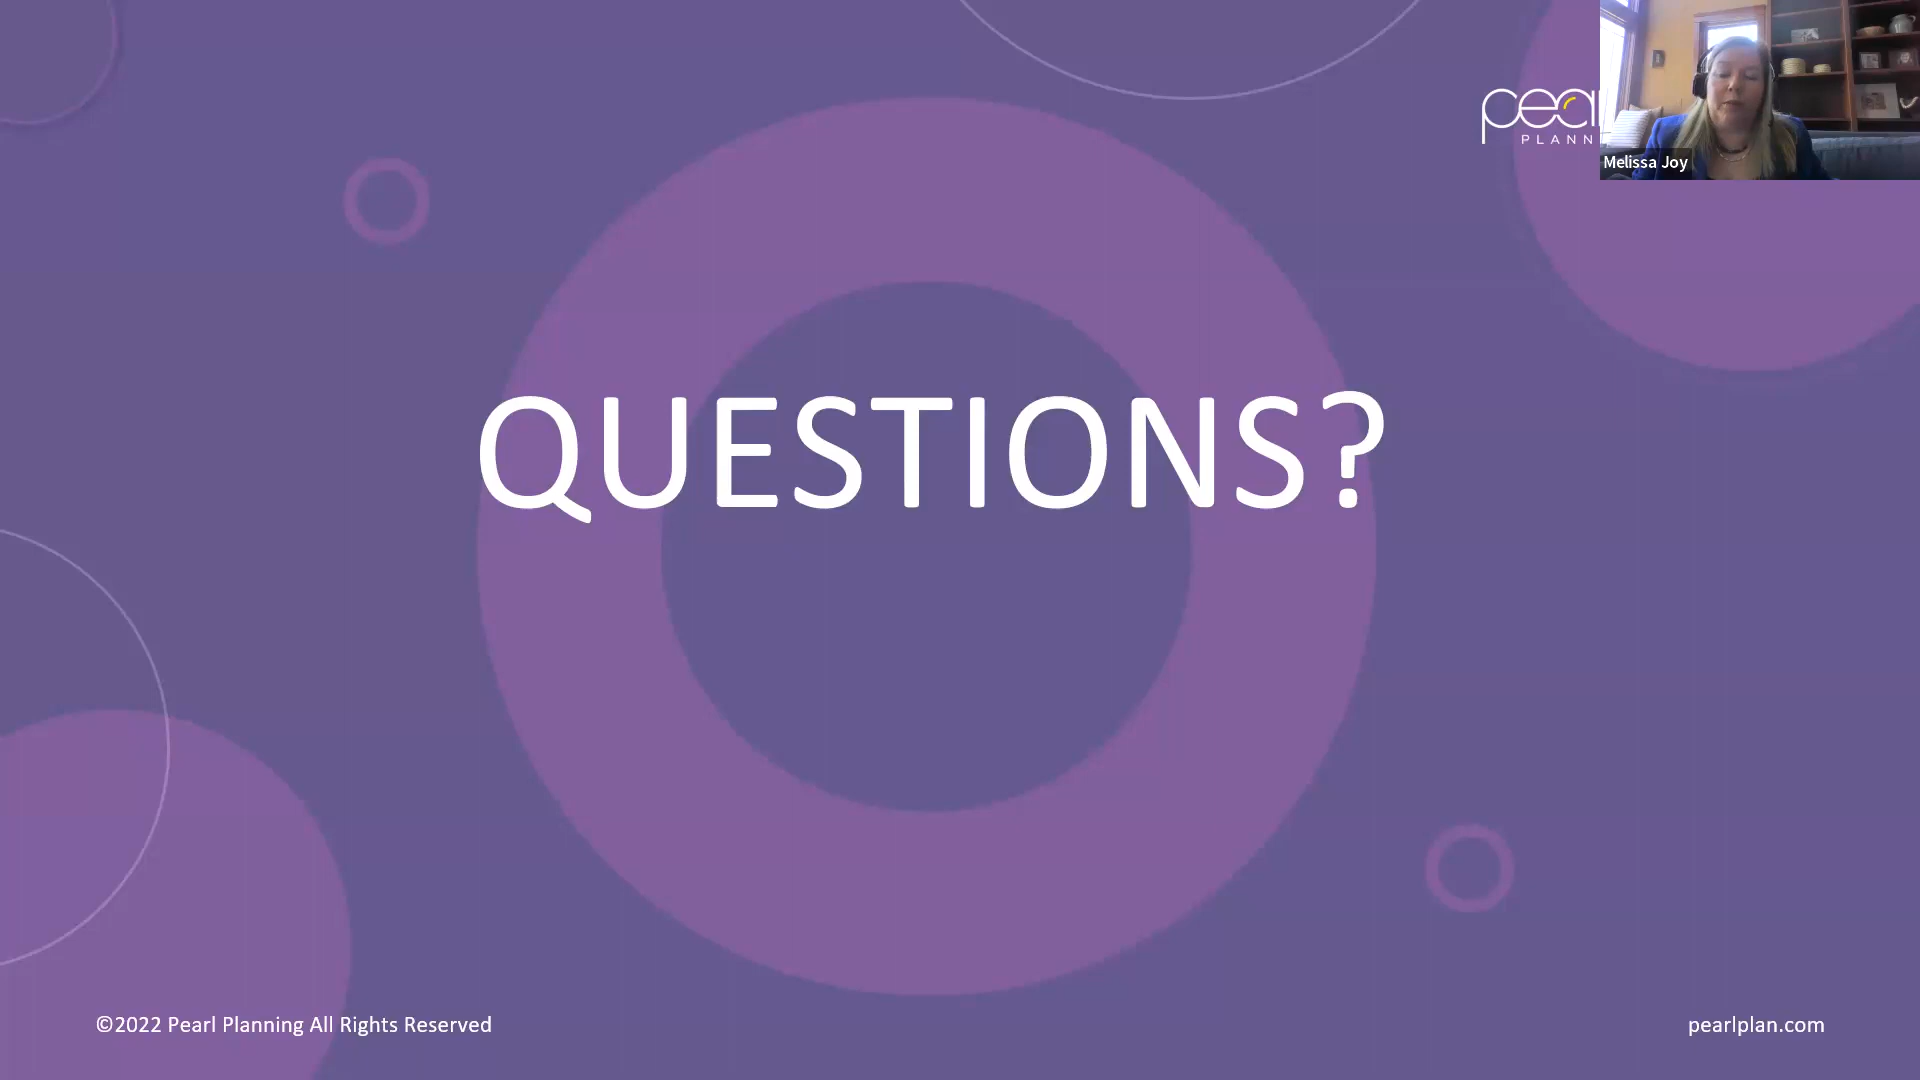 Melissa Joy
QUESTIONS?
©2022 Pearl Planning All Rights Reserved
pearlplan.com